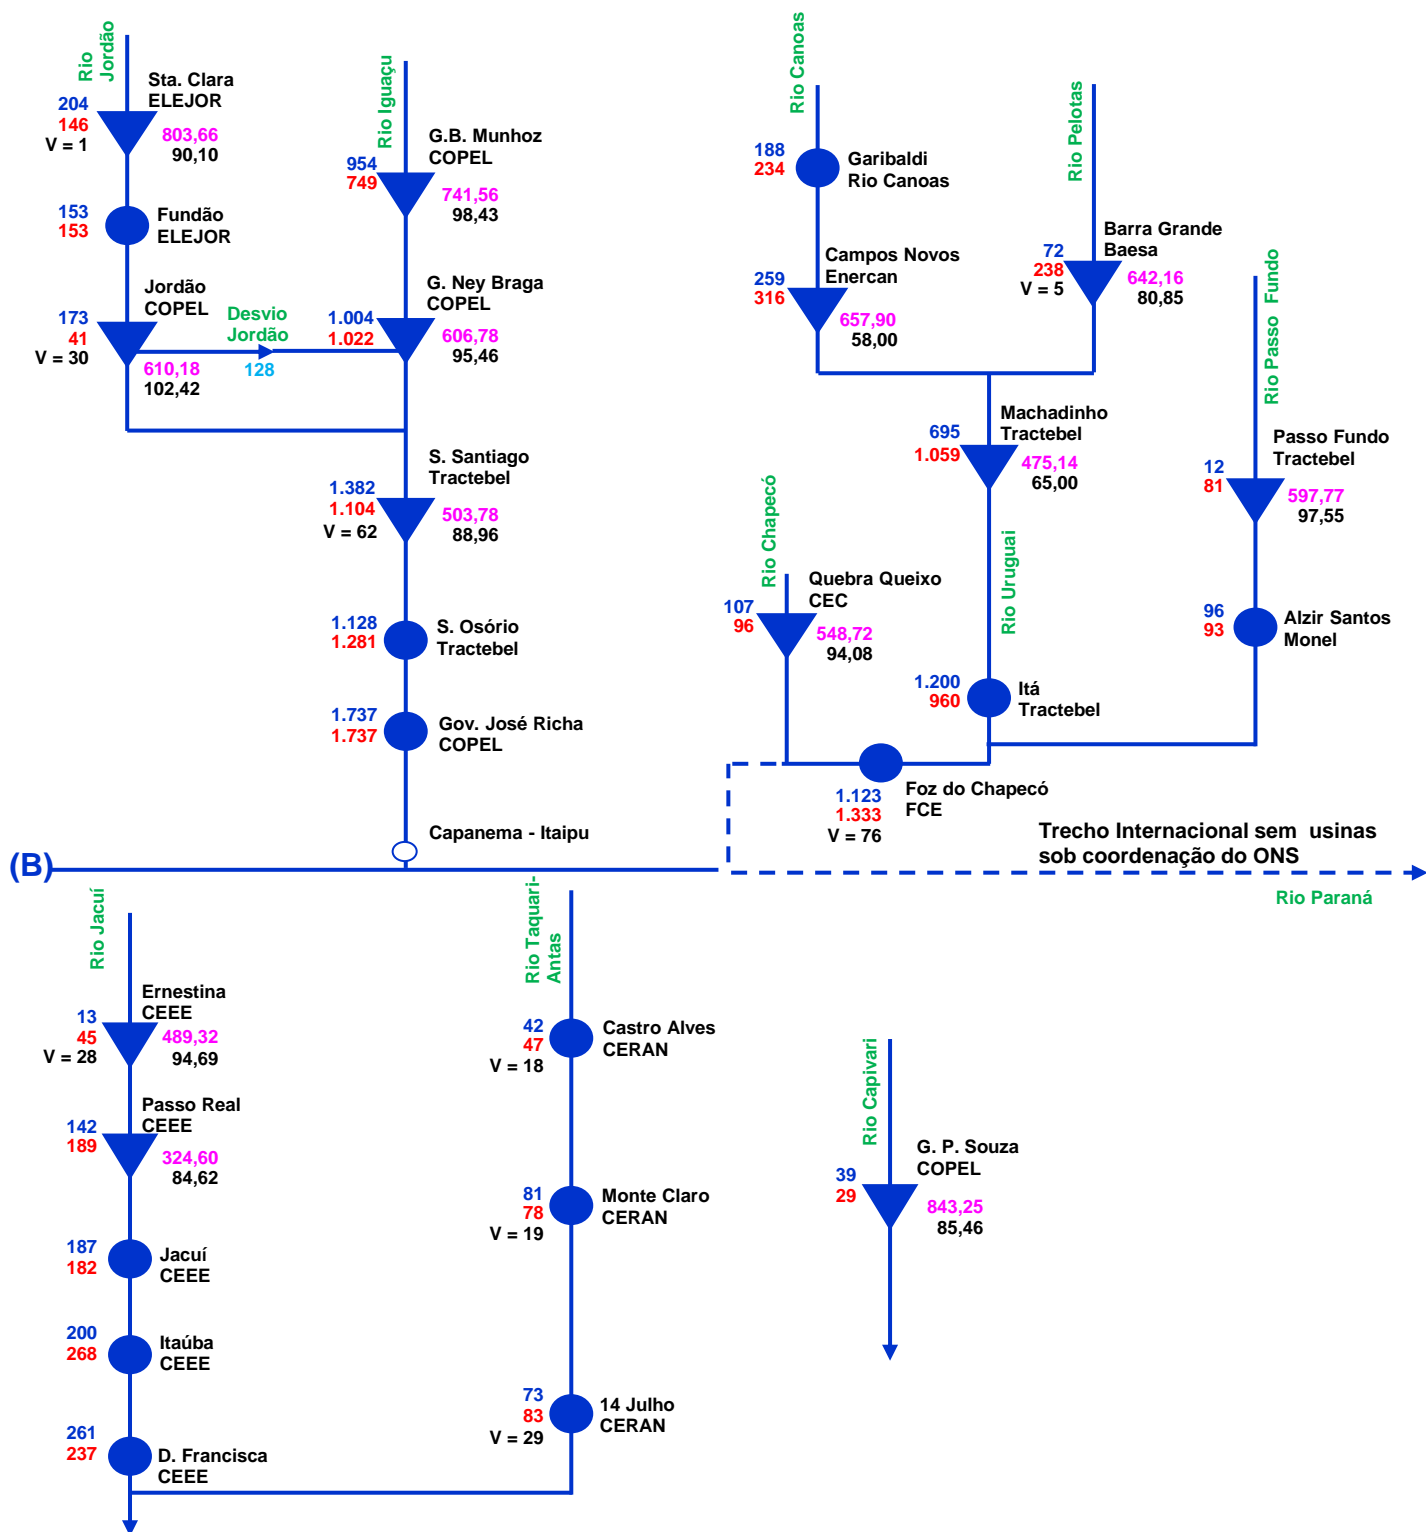 Rio
Jordão
Sta. Clara
ELEJOR
204
146
V = 1
803,66
90,10
Fundão
ELEJOR
153
153
Jordão
COPEL
173
41
V = 30
610,18
102,42
Desvio
Jordão
128
Rio Iguaçu
G.B. Munhoz
COPEL
954
749
741,56
98,43
G. Ney Braga
COPEL
1.004
1.022
606,78
95,46
S. Santiago
Tractebel
1.382
1.104
V = 62
503,78
88,96
1.128
1.281
S. Osório
Tractebel
1.737
1.737
Gov. José Richa
COPEL
Capanema - Itaipu
(B)
Rio Canoas
188
234
Garibaldi
Rio Canoas
Campos Novos
Enercan
259
316
657,90
58,00
Rio Pelotas
Barra Grande
Baesa
72
238
V = 5
642,16
80,85
Machadinho
Tractebel
695
1.059
475,14
65,00
Rio Passo Fundo
Passo Fundo
Tractebel
12
81
597,77
97,55
96
93
Alzir Santos
Monel
Rio Chapecó
Quebra Queixo
CEC
107
96
548,72
94,08
Rio Uruguai
1.200
960
Itá
Tractebel
Foz do Chapecó
FCE
1.123
1.333
V = 76
Trecho Internacional sem usinas
sob coordenação do ONS
Rio Paraná
Rio Jacuí
Ernestina
CEEE
13
45
V = 28
489,32
94,69
Passo Real
CEEE
142
189
324,60
84,62
187
182
Jacuí
CEEE
200
268
Itaúba
CEEE
261
237
D. Francisca
CEEE
Rio Taquari-
Antas
42
47
V = 18
Castro Alves
CERAN
81
78
V = 19
Monte Claro
CERAN
73
83
V = 29
14 Julho
CERAN
Rio Capivari
G. P. Souza
COPEL
39
29
843,25
85,46